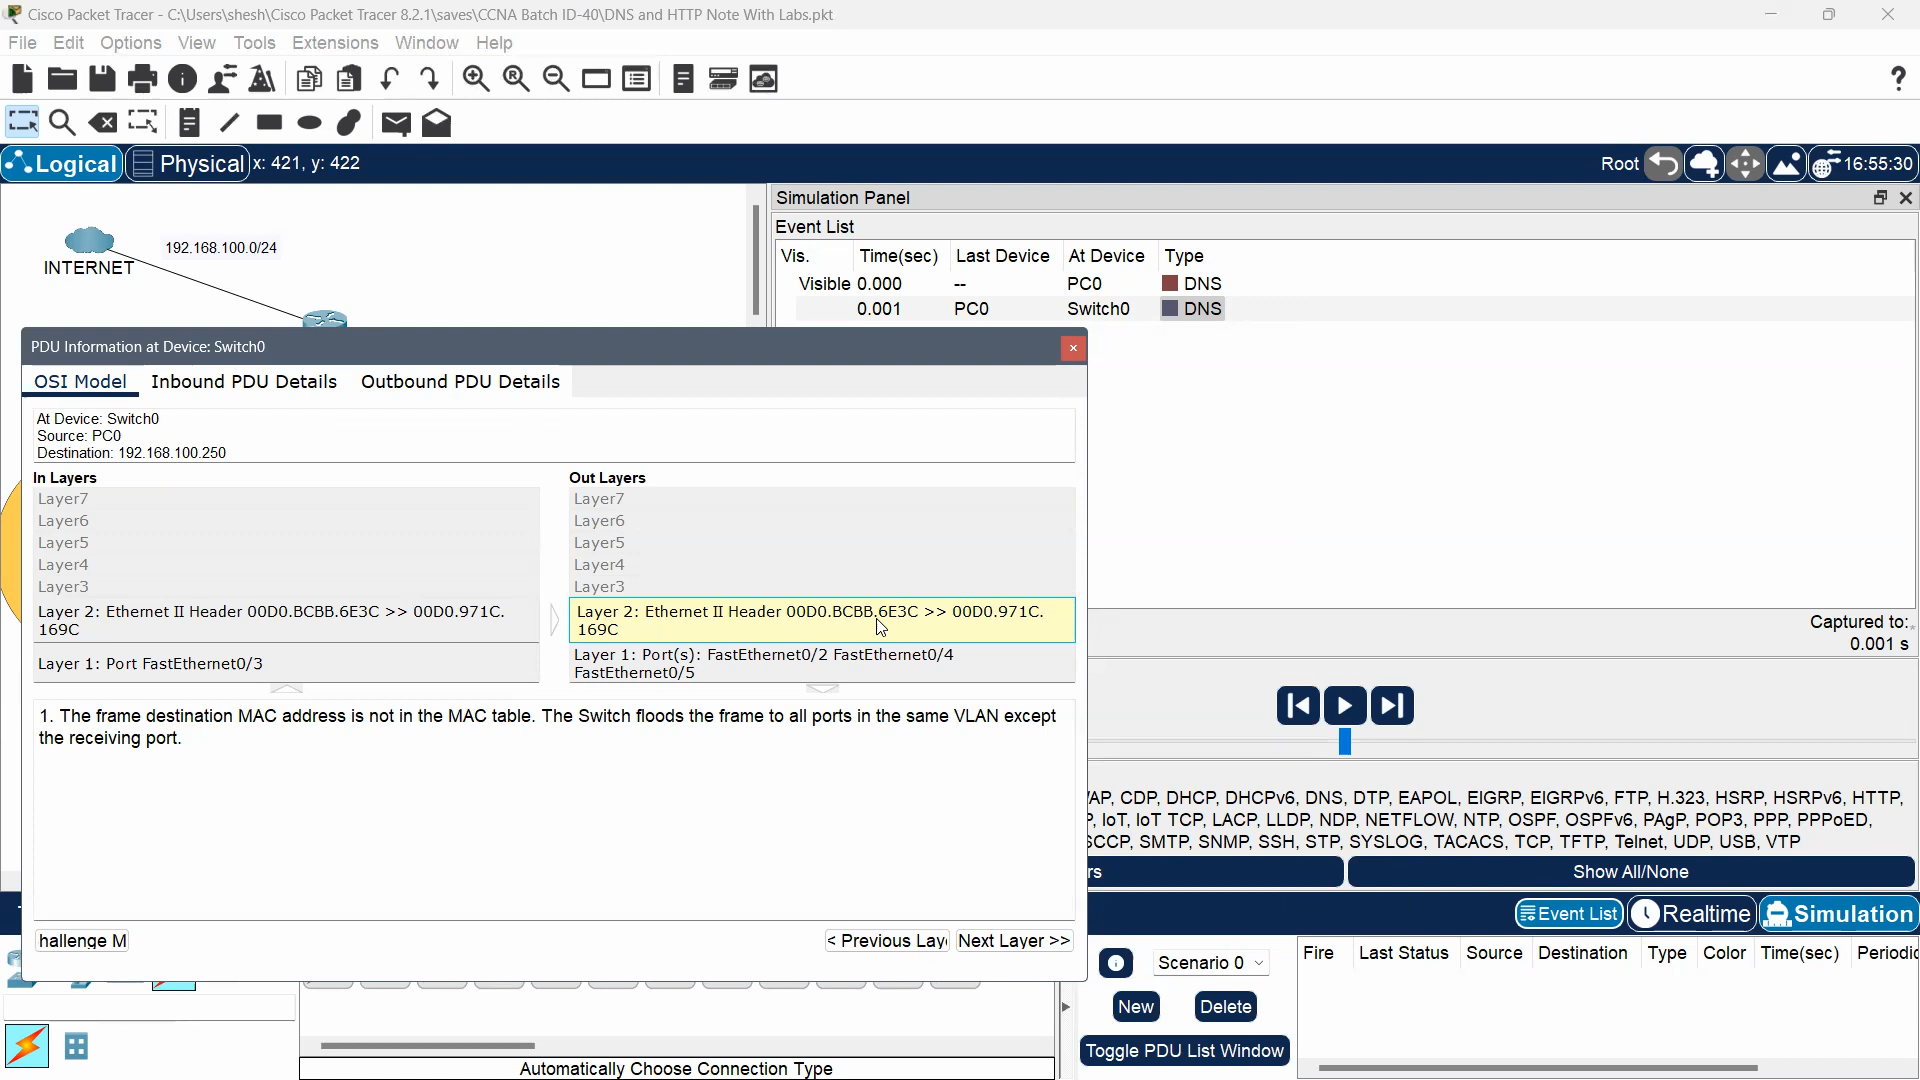 Cisco Packet Tracer - C:\Users\shesh\Cisco Packet Tracer 8.2.1\saves\CCNA Batch ID-40\DNS and HTTP Note With Labs.pkt
File Edit Options View Tools Extensions Window Help
Logical Physical x: 421, y: 422 Root 16:55:30
Simulation Panel
Event List
Vis. Time(sec) Last Device At Device Type
Visible 0.000 -- PC0 DNS
0.001 PC0 Switch0 DNS
192.168.100.0/24
INTERNET
PDU Information at Device: Switch0
OSI Model Inbound PDU Details Outbound PDU Details
At Device: Switch0
Source: PC0
Destination: 192.168.100.250
In Layers Out Layers
Layer7 Layer7
Layer6 Layer6
Layer5 Layer5
Layer4 Layer4
Layer3 Layer3
Layer 2: Ethernet II Header 00D0.BCBB.6E3C >> 00D0.971C.
169C
Layer 2: Ethernet II Header 00D0.BCBB.6E3C >> 00D0.971C.
169C
Layer 1: Port FastEthernet0/3
Layer 1: Port(s): FastEthernet0/2 FastEthernet0/4
FastEthernet0/5
1. The frame destination MAC address is not in the MAC table. The Switch floods the frame to all ports in the same VLAN except
the receiving port.
hallenge M < Previous Lay Next Layer >>
Captured to:
0.001 s
AP, CDP, DHCP, DHCPv6, DNS, DTP, EAPOL, EIGRP, EIGRPv6, FTP, H.323, HSRP, HSRPv6, HTTP,
P, IoT, IoT TCP, LACP, LLDP, NDP, NETFLOW, NTP, OSPF, OSPFv6, PAgP, POP3, PPP, PPPoED,
SCCP, SMTP, SNMP, SSH, STP, SYSLOG, TACACS, TCP, TFTP, Telnet, UDP, USB, VTP
rs Show All/None
Event List Realtime Simulation
Scenario 0
New Delete
Toggle PDU List Window
Fire Last Status Source Destination Type Color Time(sec) Periodic
Automatically Choose Connection Type